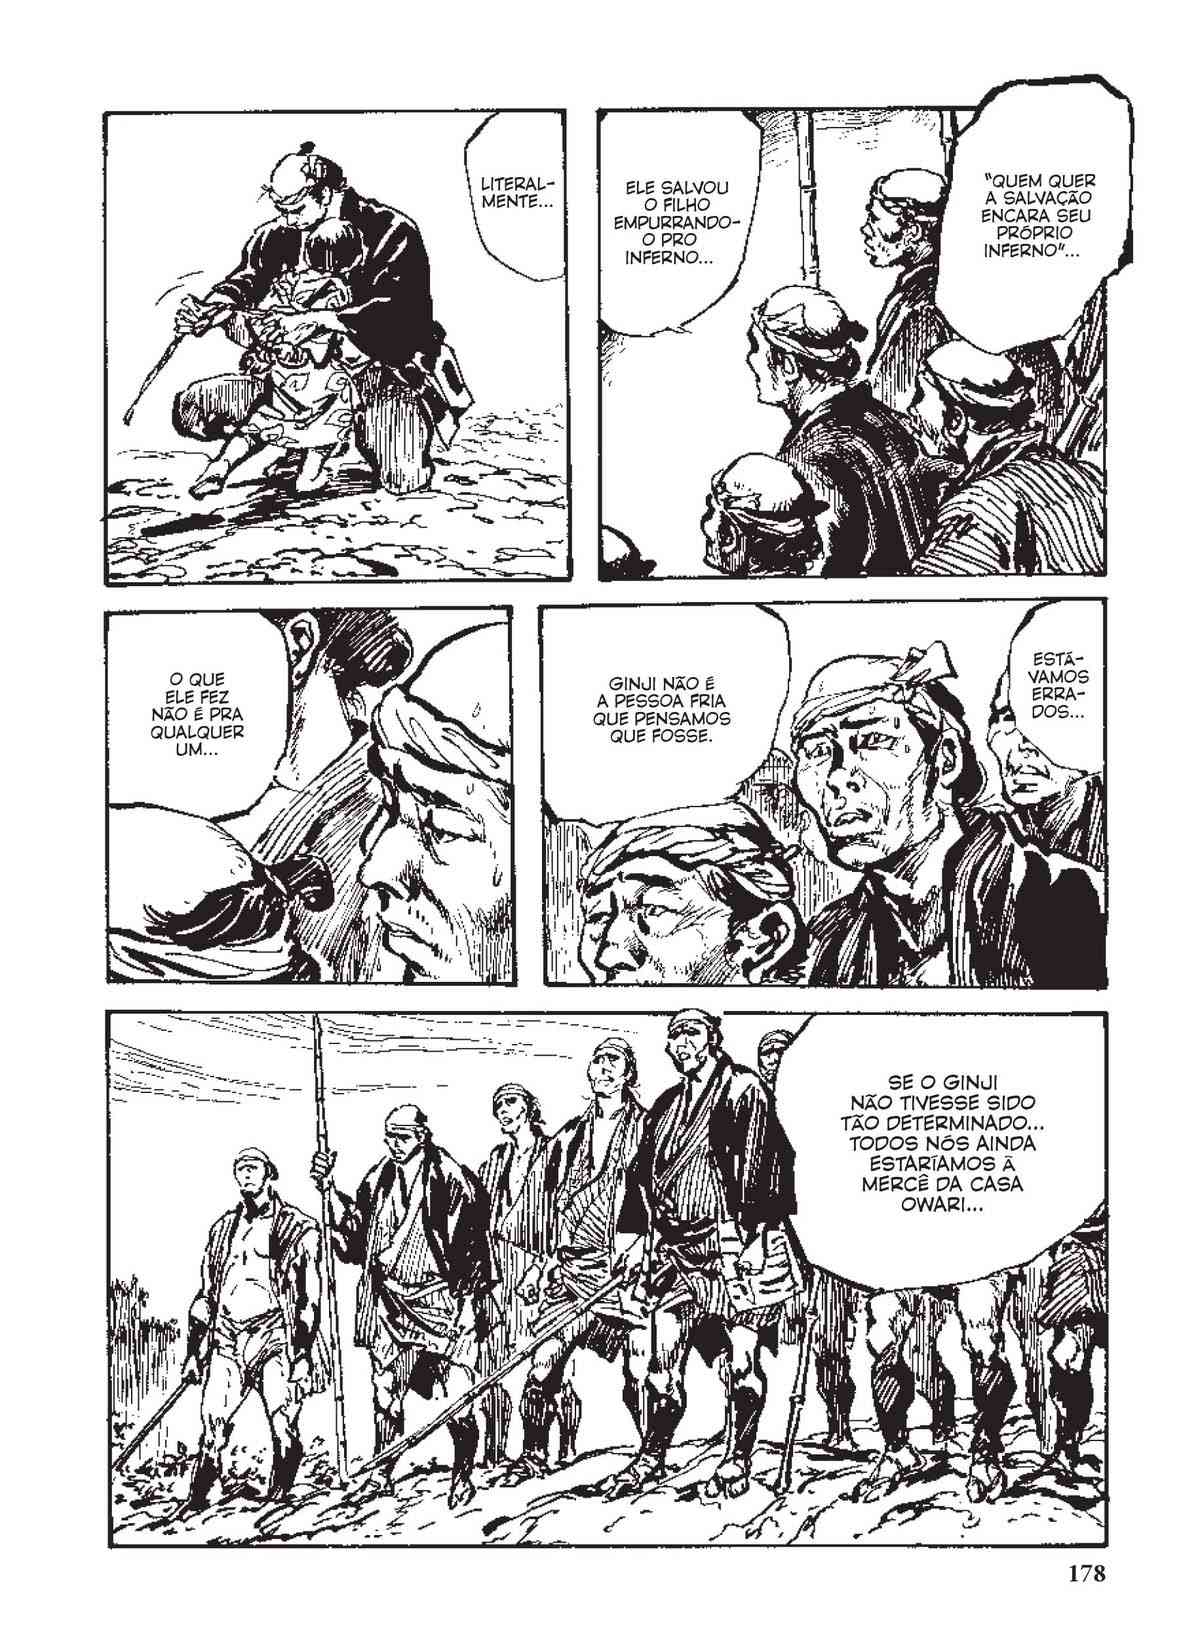 "QUEM QUER
A SALVAÇÃO
ENCARA SEU
PRÓPRIO
INFERNO"...
ELE SALVOU
O FILHO
EMPURRANDO-
O PRO
INFERNO...
LITERAL-
MENTE...
ESTÁ-
VAMOS
ERRA-
DOS...
GINJI NÃO É
A PESSOA FRIA
QUE PENSAMOS
QUE FOSSE.
O QUE
ELE FEZ
NÃO É PRA
QUALQUER
UM...
SE O GINJI
NÃO TIVESSE SIDO
TÃO DETERMINADO...
TODOS NÓS AINDA
ESTARÍAMOS Ã
MERCÊ DA CASA
OWARI...
178